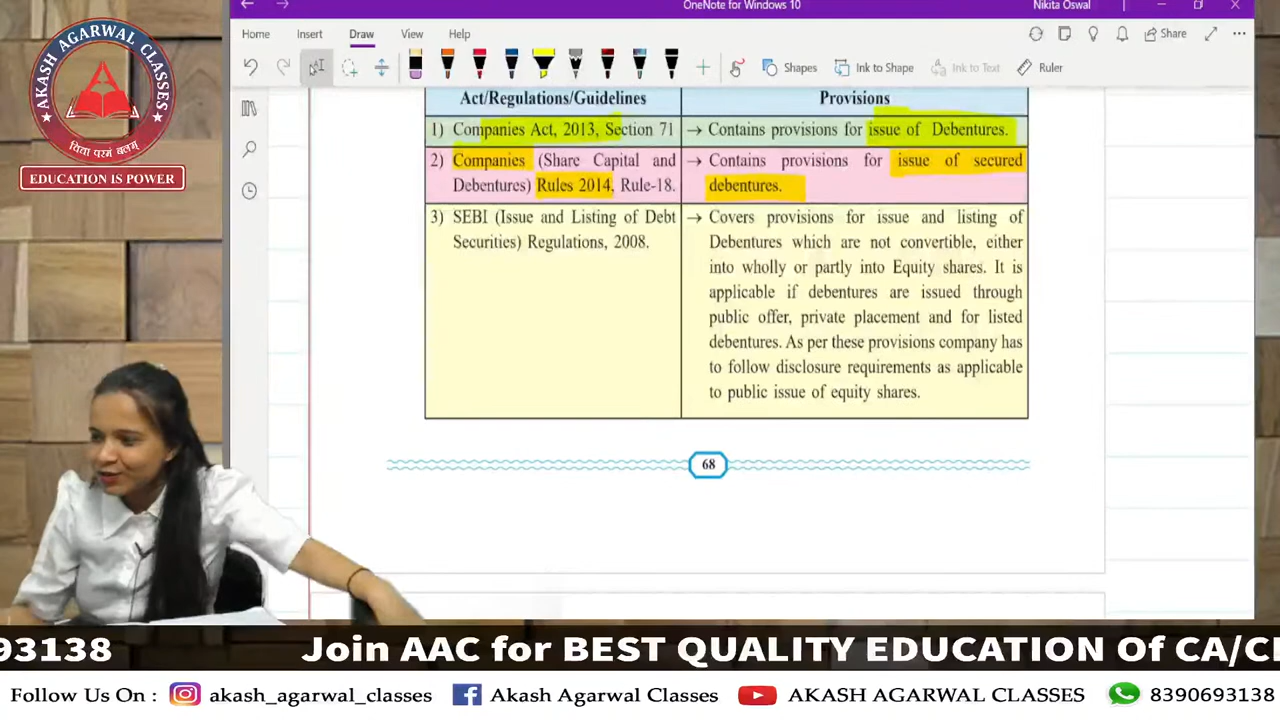 OneNote for Windows 10
Nikita Oswal
Home Insert Draw View Help
Share
Shapes Ink to Shape Ink to Text Ruler
AKASH AGARWAL CLASSES
विद्या परमं बलम्
EDUCATION IS POWER
Act/Regulations/Guidelines
Provisions
1) Companies Act, 2013, Section 71
→ Contains provisions for issue of Debentures.
2) Companies (Share Capital and
Debentures) Rules 2014, Rule-18.
→ Contains provisions for issue of secured
debentures.
3) SEBI (Issue and Listing of Debt
Securities) Regulations, 2008.
→ Covers provisions for issue and listing of
Debentures which are not convertible, either
into wholly or partly into Equity shares. It is
applicable if debentures are issued through
public offer, private placement and for listed
debentures. As per these provisions company has
to follow disclosure requirements as applicable
to public issue of equity shares.
68
93138 Join AAC for BEST QUALITY EDUCATION Of CA/C
Follow Us On : akash_agarwal_classes Akash Agarwal Classes AKASH AGARWAL CLASSES 8390693138